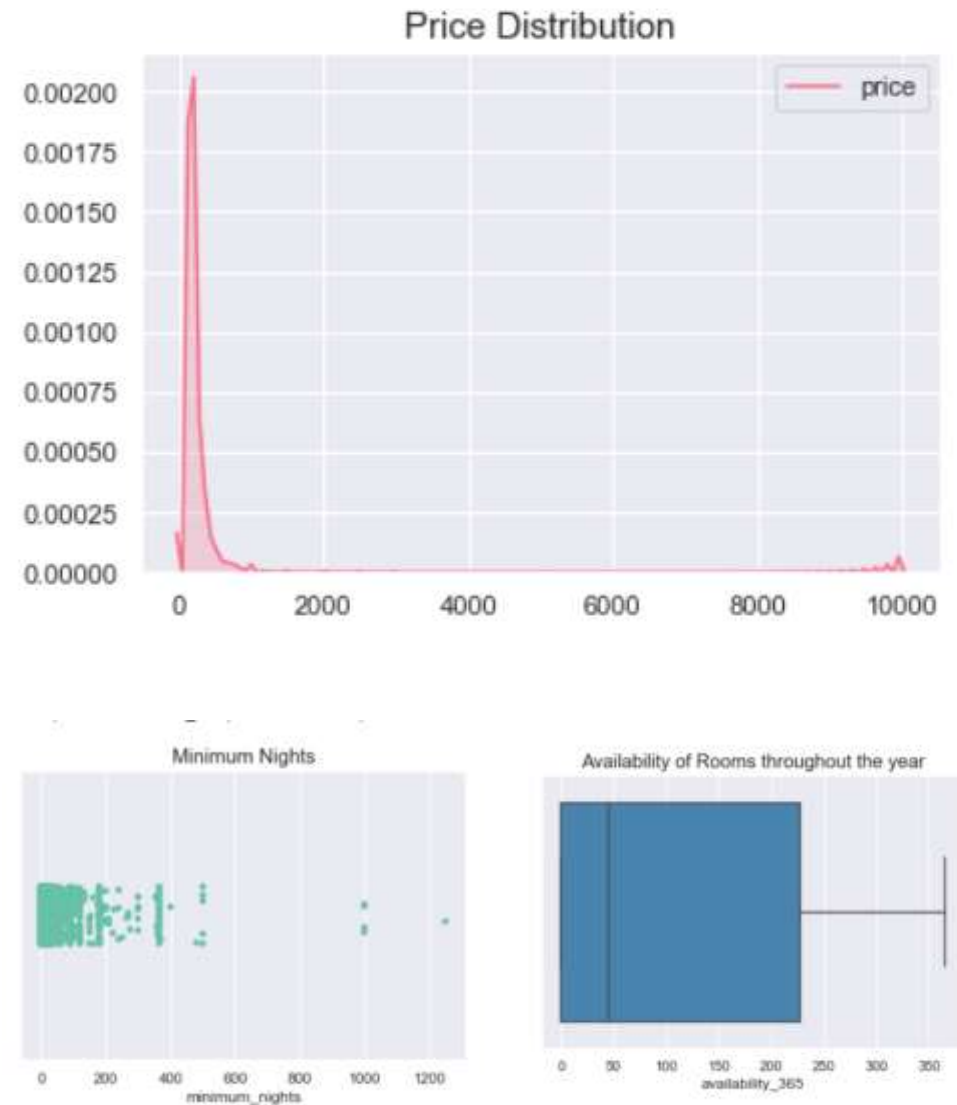 Price Distribution
price
0.00200
0.00175
0.00150
0.00125
0.00100
0.00075
0.00050
0.00025
0.00000
0 2000 4000 6000 8000 10000
Minimum Nights
0 200 400 600 800 1000 1200
minimum_nights
Availability of Rooms throughout the year
0 50 100 150 200 250 300 350
availability_365